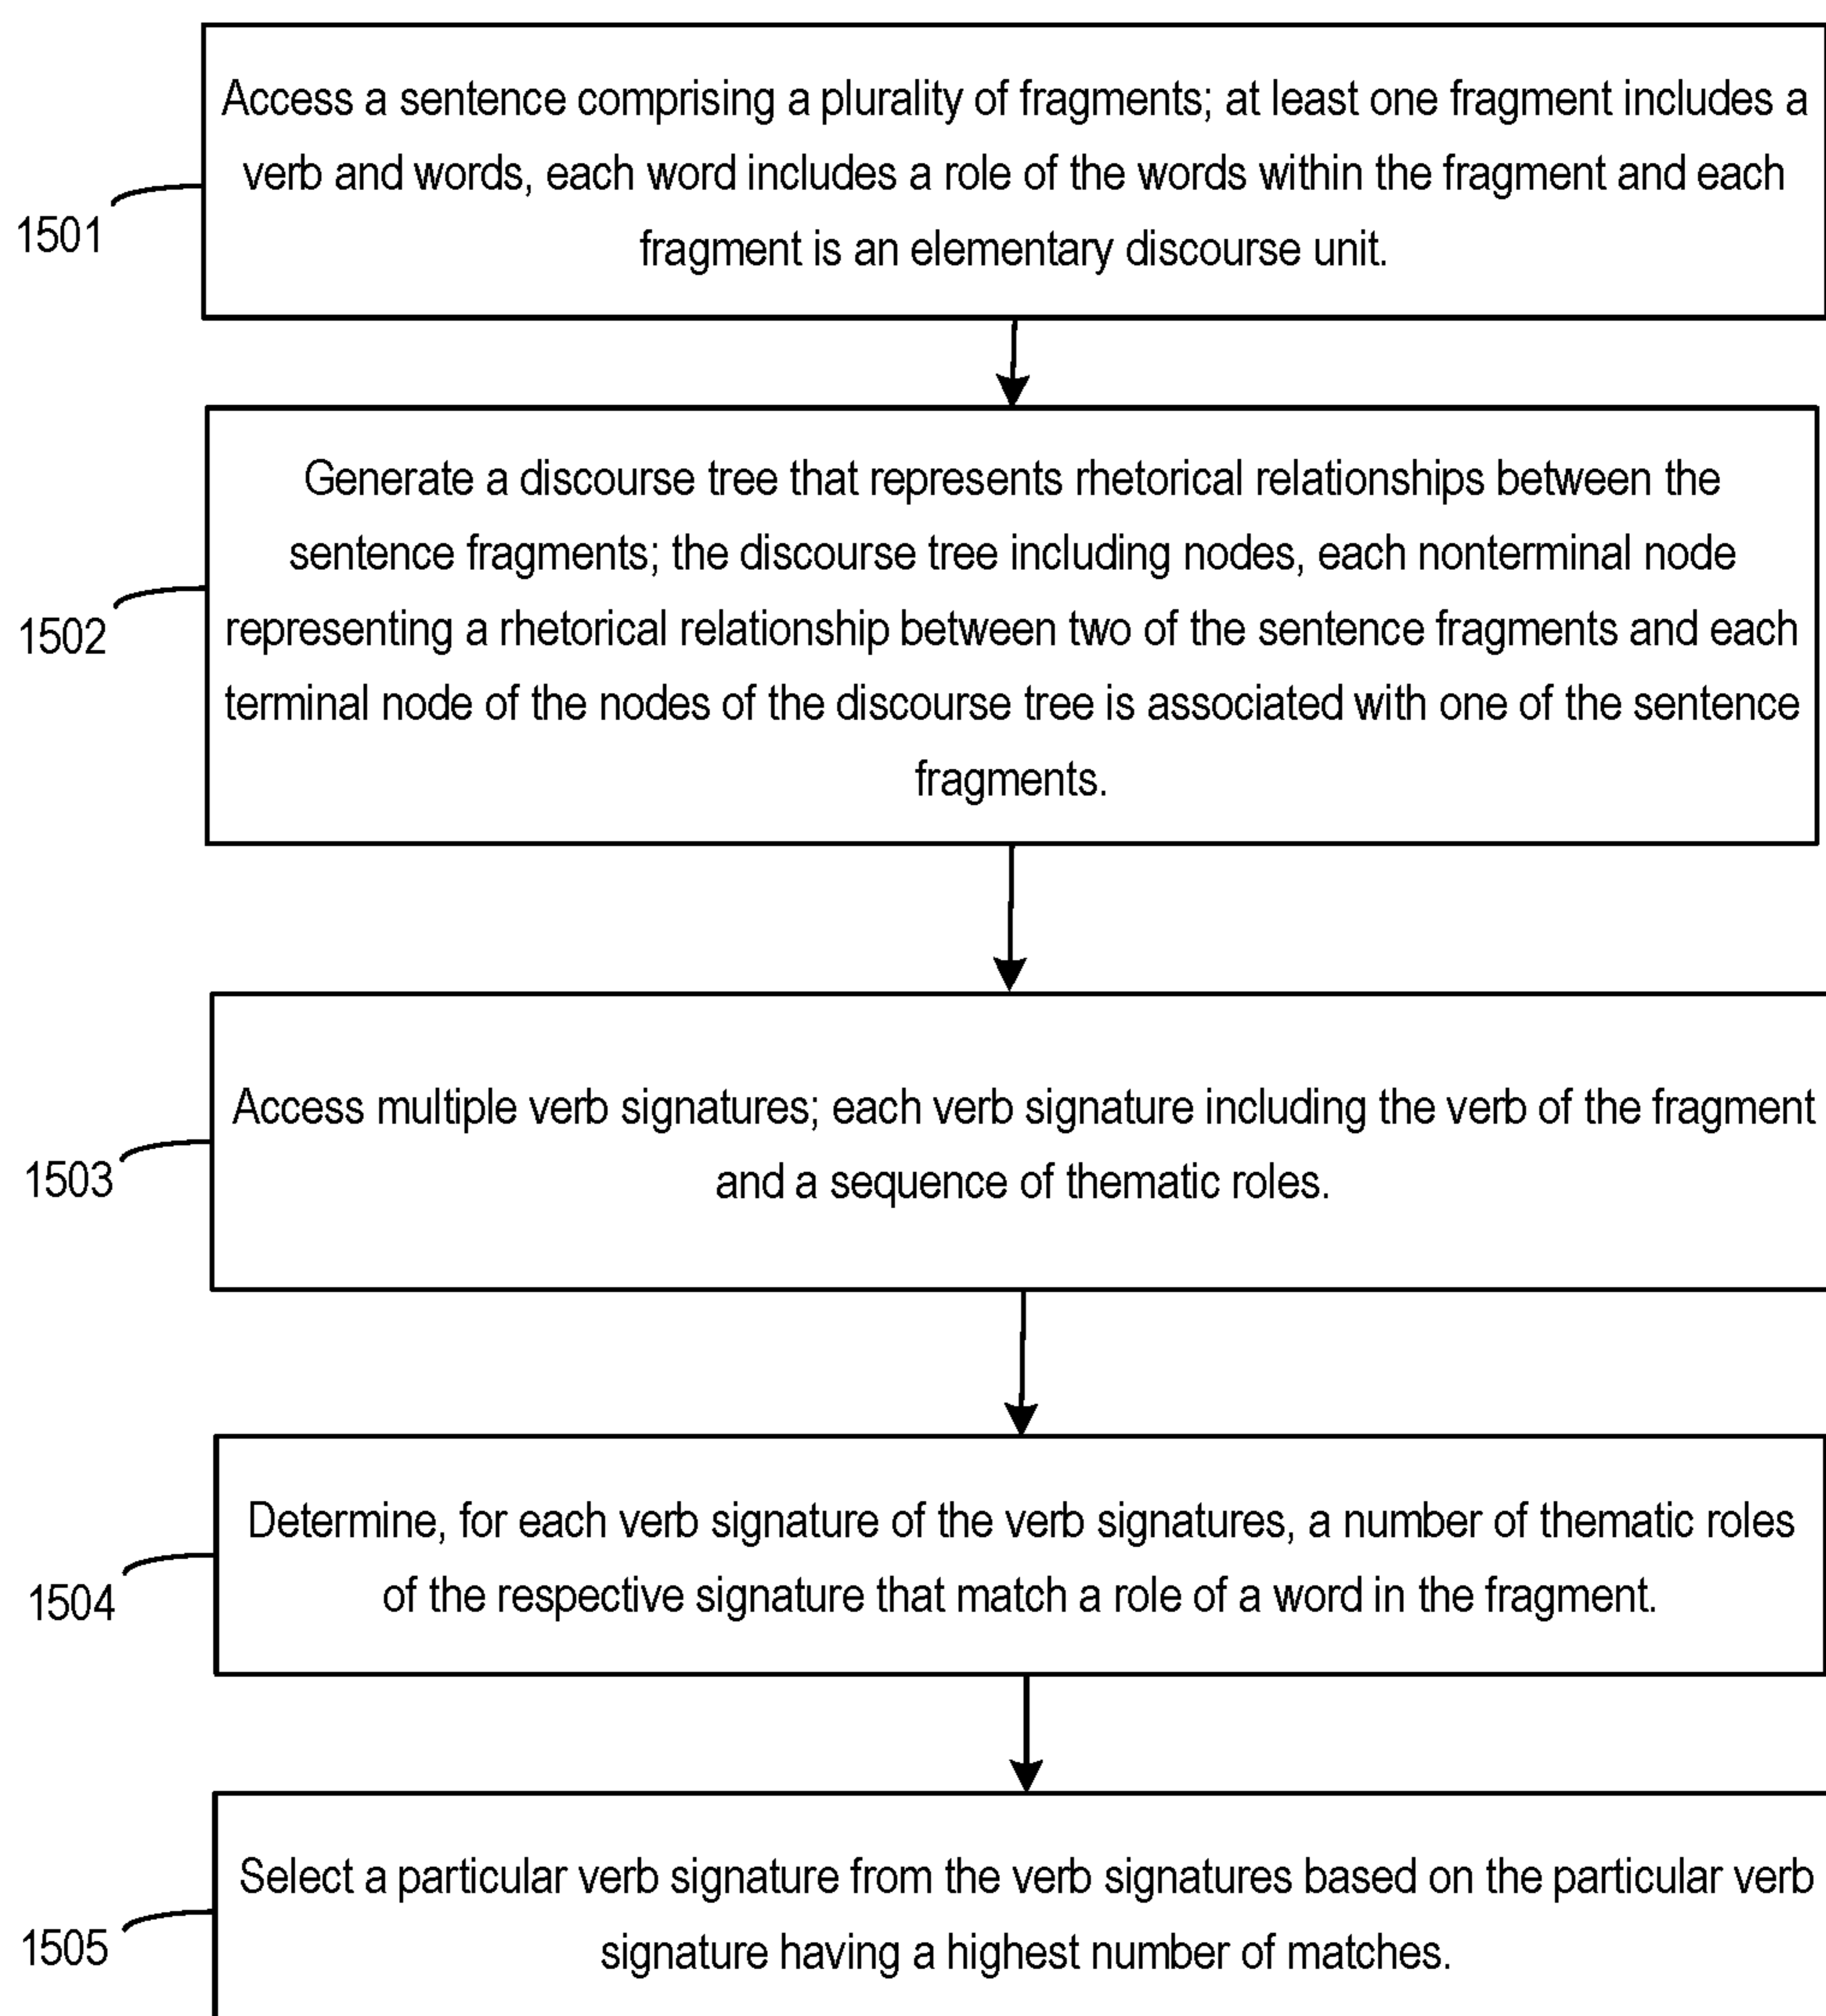 Access a sentence comprising a plurality of fragments; at least one fragment includes a
verb and words, each word includes a role of the words within the fragment and each
fragment is an elementary discourse unit.
1501
Generate a discourse tree that represents rhetorical relationships between the
sentence fragments; the discourse tree including nodes, each nonterminal node
representing a rhetorical relationship between two of the sentence fragments and each
terminal node of the nodes of the discourse tree is associated with one of the sentence
fragments.
1502
Access multiple verb signatures; each verb signature including the verb of the fragment
and a sequence of thematic roles.
1503
Determine, for each verb signature of the verb signatures, a number of thematic roles
of the respective signature that match a role of a word in the fragment.
1504
Select a particular verb signature from the verb signatures based on the particular verb
signature having a highest number of matches.
1505